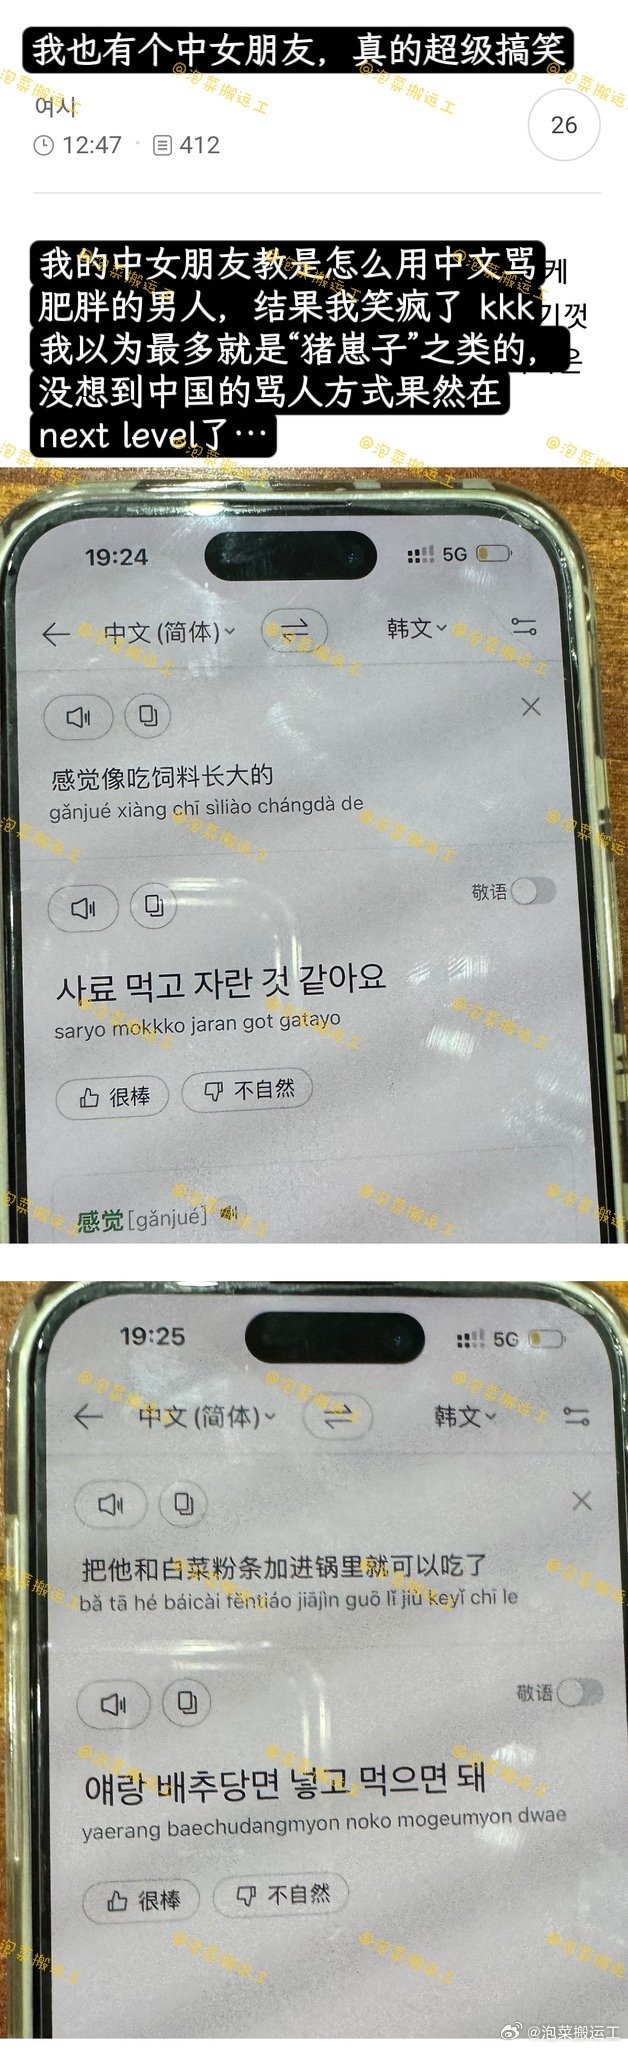 我也有个中女朋友，真的超级搞笑
여시
12:47 · 412
26
我的中女朋友教是怎么用中文骂
케
肥胖的男人，结果我笑疯了 kkk
기껏
我以为最多就是“猪崽子”之类的，
은
没想到中国的骂人方式果然在
next level了…
19:24
5G
中文 (简体)
韩文
感觉像吃饲料长大的
gǎnjué xiàng chī sìliào chángdà de
敬语
사료 먹고 자란 것 같아요
saryo mokkko jaran got gatayo
很棒
不自然
感觉[gǎnjué]
19:25
5G
中文 (简体)
韩文
把他和白菜粉条加进锅里就可以吃了
bǎ tā hé báicài fěntiáo jiājìn guō lǐ jiù kěyǐ chī le
敬语
얘랑 배추당면 넣고 먹으면 돼
yaerang baechudangmyon noko mogeumyon dwae
很棒
不自然
@泡菜搬运工